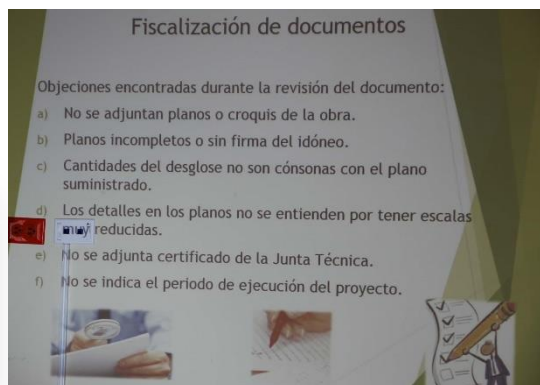 Fiscalización de documentos
Objeciones encontradas durante la revisión del documento:
a) No se adjuntan planos o croquis de la obra.
b) Planos incompletos o sin firma del idóneo.
c) Cantidades del desglose no son cónsonas con el plano
suministrado.
d) Los detalles en los planos no se entienden por tener escalas
muy reducidas.
e) No se adjunta certificado de la Junta Técnica.
f) No se indica el periodo de ejecución del proyecto.